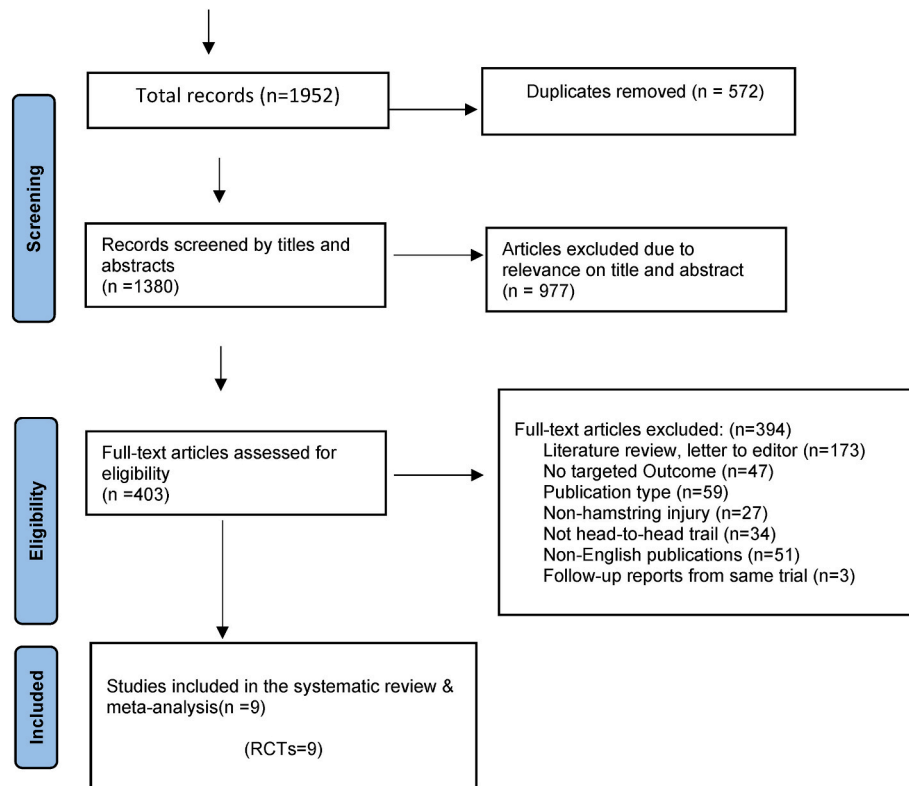 Total records (n=1952)
Duplicates removed (n = 572)
Screening
Records screened by titles and
abstracts
(n =1380)
Articles excluded due to
relevance on title and abstract
(n = 977)
Eligibility
Full-text articles assessed for
eligibility
(n =403)
Full-text articles excluded: (n=394)
Literature review, letter to editor (n=173)
No targeted Outcome (n=47)
Publication type (n=59)
Non-hamstring injury (n=27)
Not head-to-head trail (n=34)
Non-English publications (n=51)
Follow-up reports from same trial (n=3)
Included
Studies included in the systematic review &
meta-analysis(n =9)
(RCTs=9)